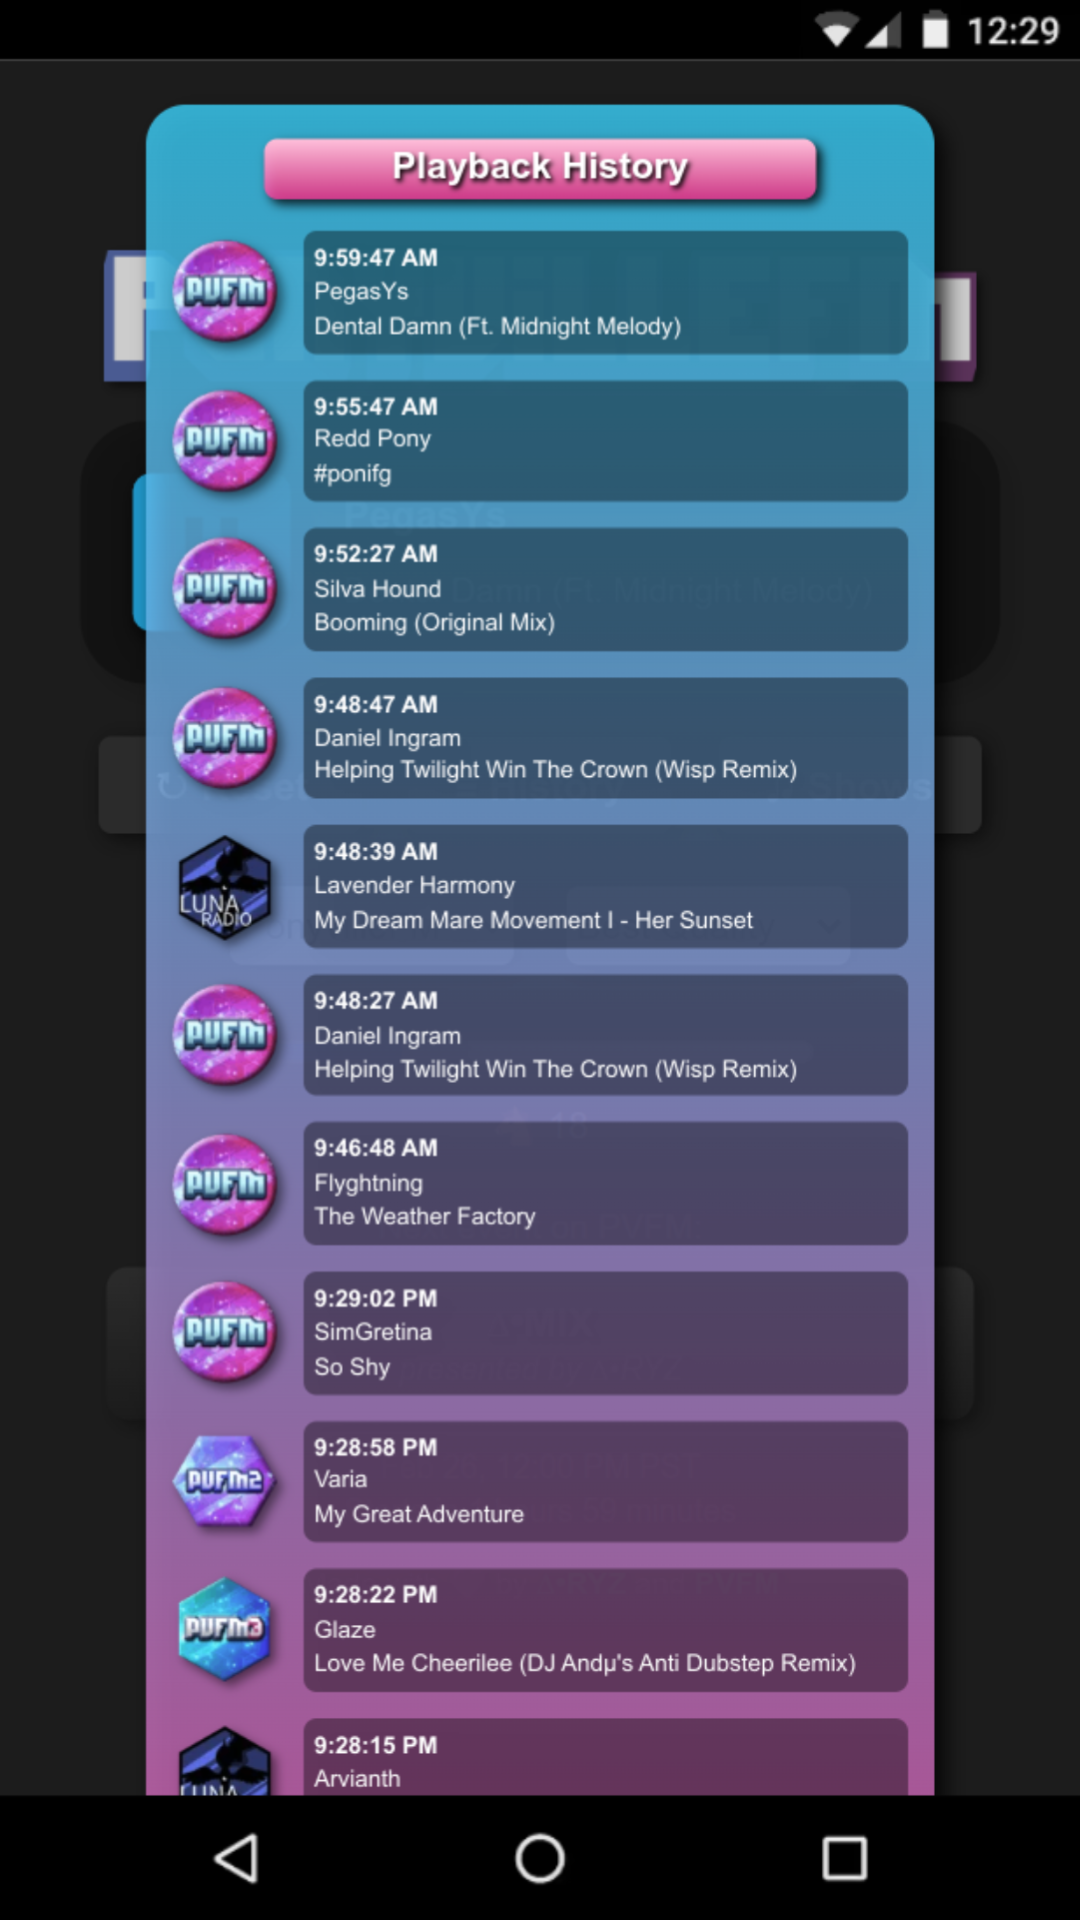 12:29
Playback History
PVFM
9:59:47 AM
PegasYs
Dental Damn (Ft. Midnight Melody)
PVFM
9:55:47 AM
Redd Pony
#ponifg
PVFM
9:52:27 AM
Silva Hound
Booming (Original Mix)
PVFM
9:48:47 AM
Daniel Ingram
Helping Twilight Win The Crown (Wisp Remix)
LUNA
RADIO
9:48:39 AM
Lavender Harmony
My Dream Mare Movement I - Her Sunset
PVFM
9:48:27 AM
Daniel Ingram
Helping Twilight Win The Crown (Wisp Remix)
PVFM
9:46:48 AM
Flyghtning
The Weather Factory
PVFM
9:29:02 PM
SimGretina
So Shy
PVFM2
9:28:58 PM
Varia
My Great Adventure
PVFM3
9:28:22 PM
Glaze
Love Me Cheerilee (DJ Andμ's Anti Dubstep Remix)
LUNA
9:28:15 PM
Arvianth